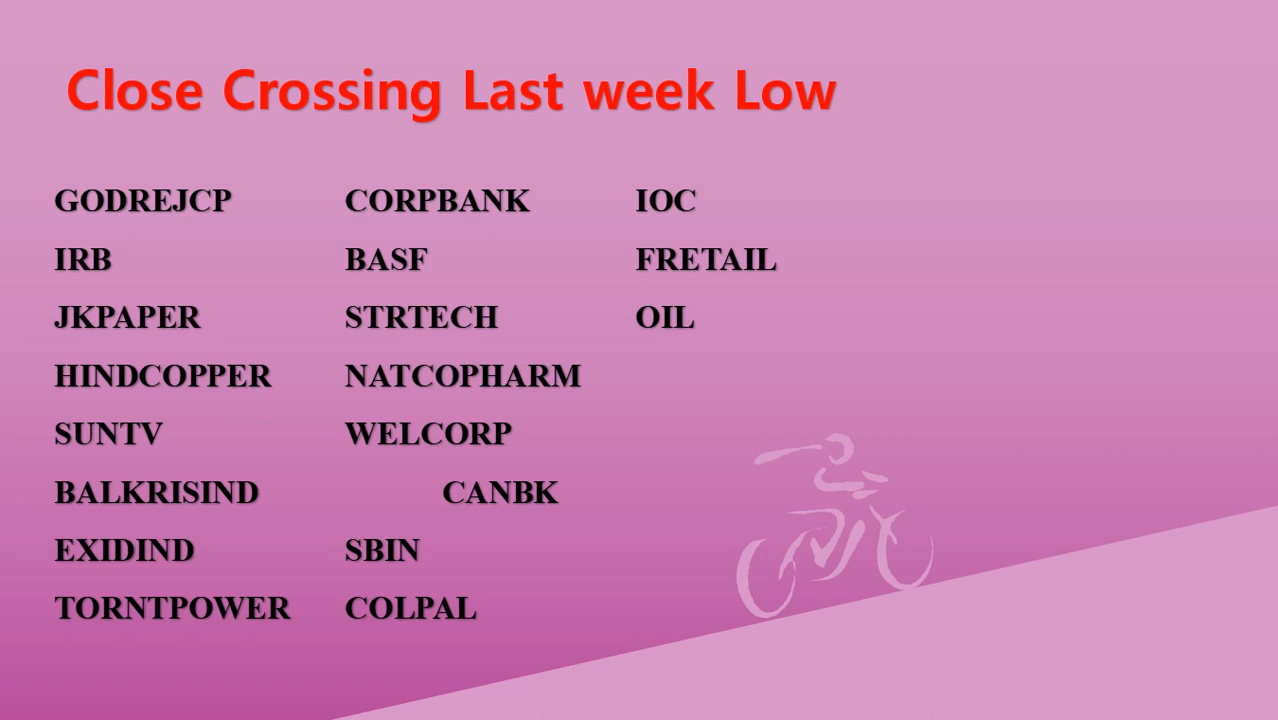 Close Crossing Last week Low
GODREJCP CORPBANK IOC
IRB BASF FRETAIL
JKPAPER STRTECH OIL
HINDCOPPER NATCOPHARM
SUNTV WELCORP
BALKRISIND CANBK
EXIDIND SBIN
TORNTPOWER COLPAL